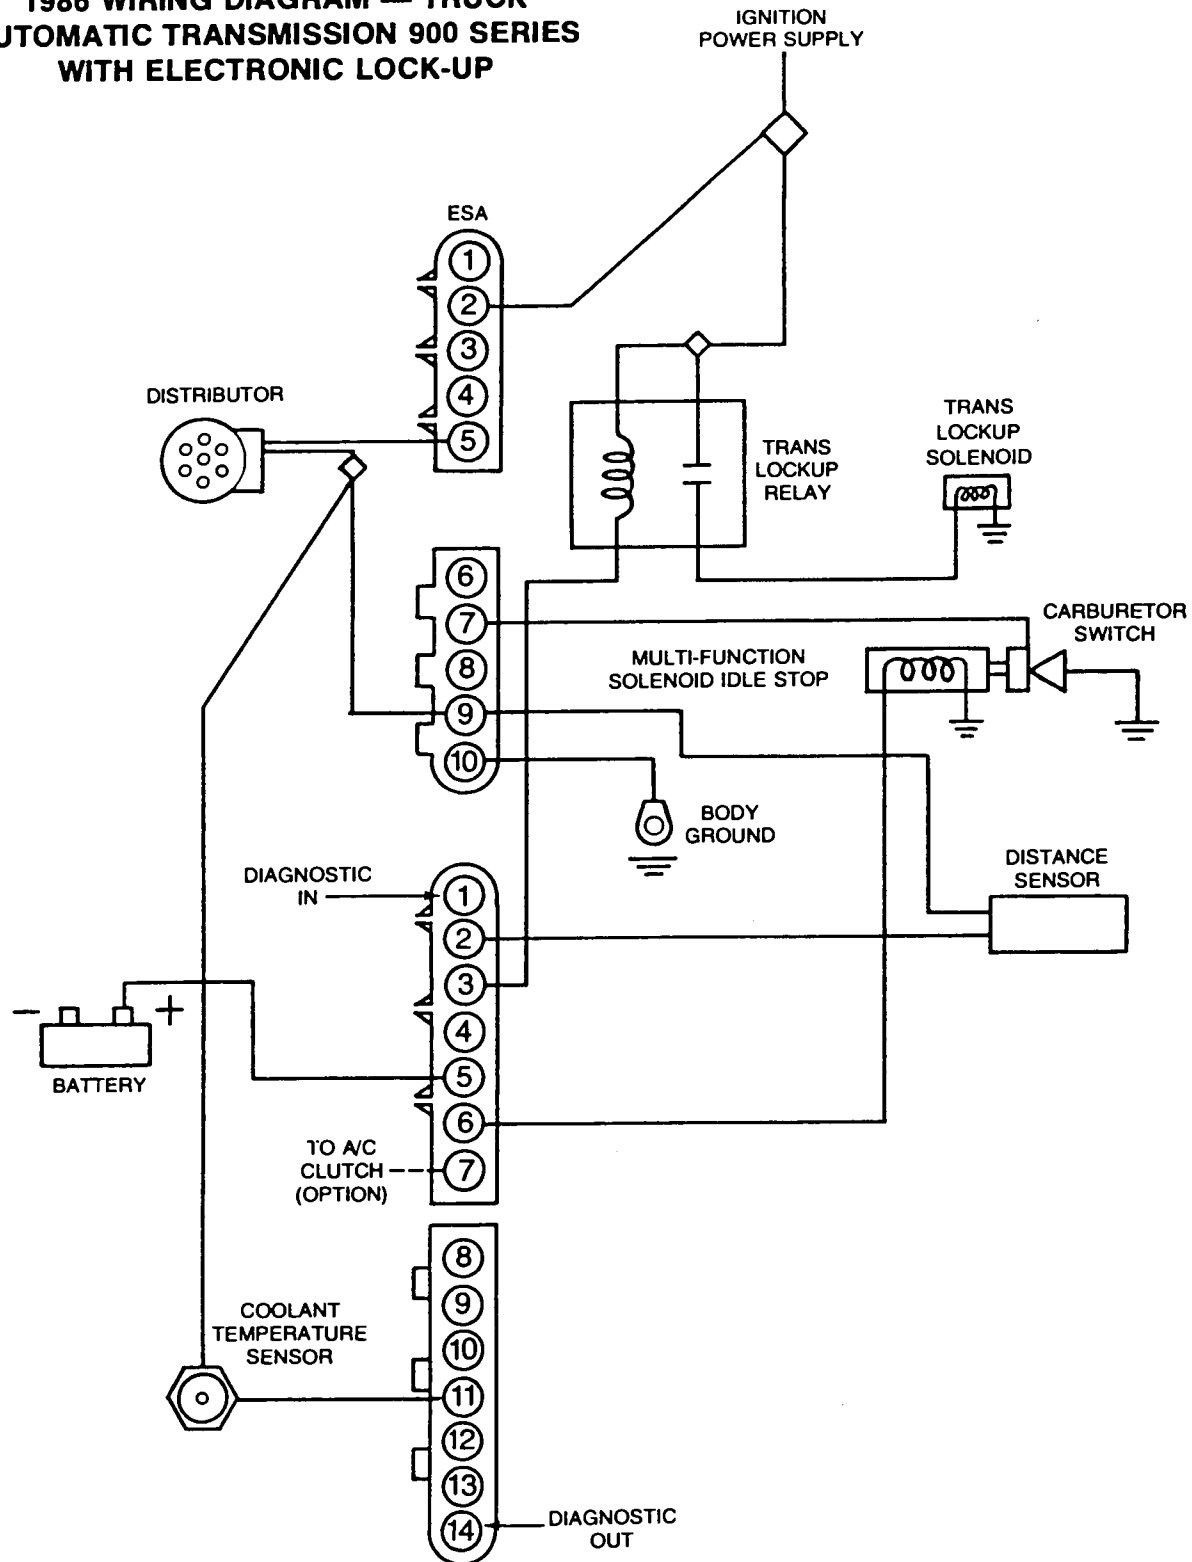 1986 WIRING DIAGRAM — TRUCK
UTOMATIC TRANSMISSION 900 SERIES
WITH ELECTRONIC LOCK-UP
IGNITION
POWER SUPPLY
ESA
1
2
3
4
5
DISTRIBUTOR
TRANS
LOCKUP
RELAY
TRANS
LOCKUP
SOLENOID
6
7
8
9
10
MULTI-FUNCTION
SOLENOID IDLE STOP
CARBURETOR
SWITCH
BODY
GROUND
DISTANCE
SENSOR
DIAGNOSTIC
IN
1
2
3
4
5
6
7
- +
BATTERY
TO A/C
CLUTCH
(OPTION)
8
9
10
11
12
13
14
COOLANT
TEMPERATURE
SENSOR
DIAGNOSTIC
OUT